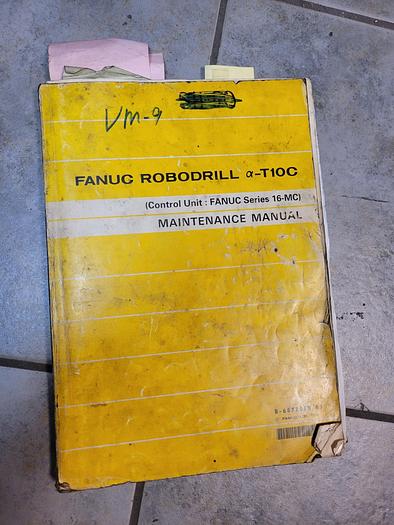 VM-9
FANUC ROBODRILL α-T10C
(Control Unit : FANUC Series 16-MC)
MAINTENANCE MANUAL